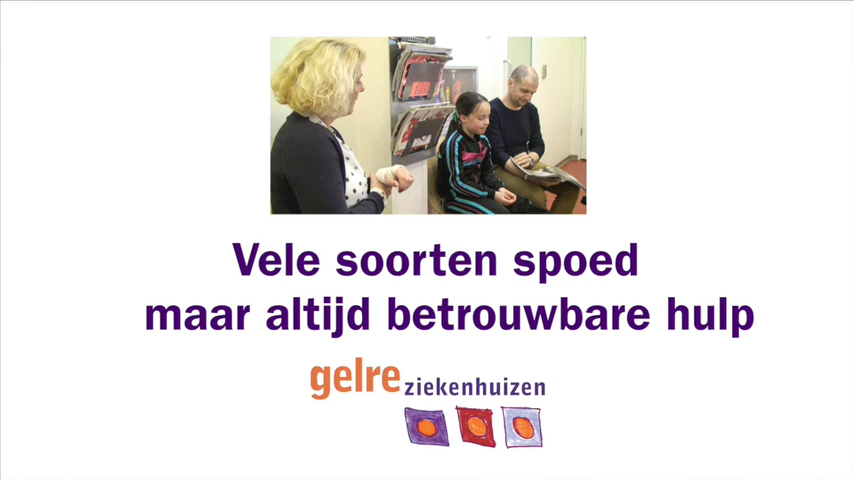 Vele soorten spoed
maar altijd betrouwbare hulp
gelre ziekenhuizen